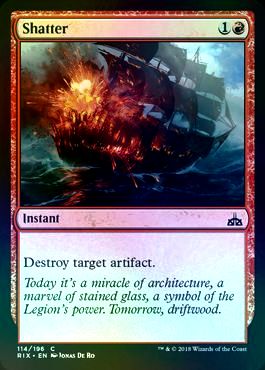 Shatter 1
Instant
Destroy target artifact.
Today it's a miracle of architecture, a
marvel of stained glass, a symbol of the
Legion's power. Tomorrow, driftwood.
114/196 C
RIX • EN Jonas De Ro
™ & © 2018 Wizards of the Coast